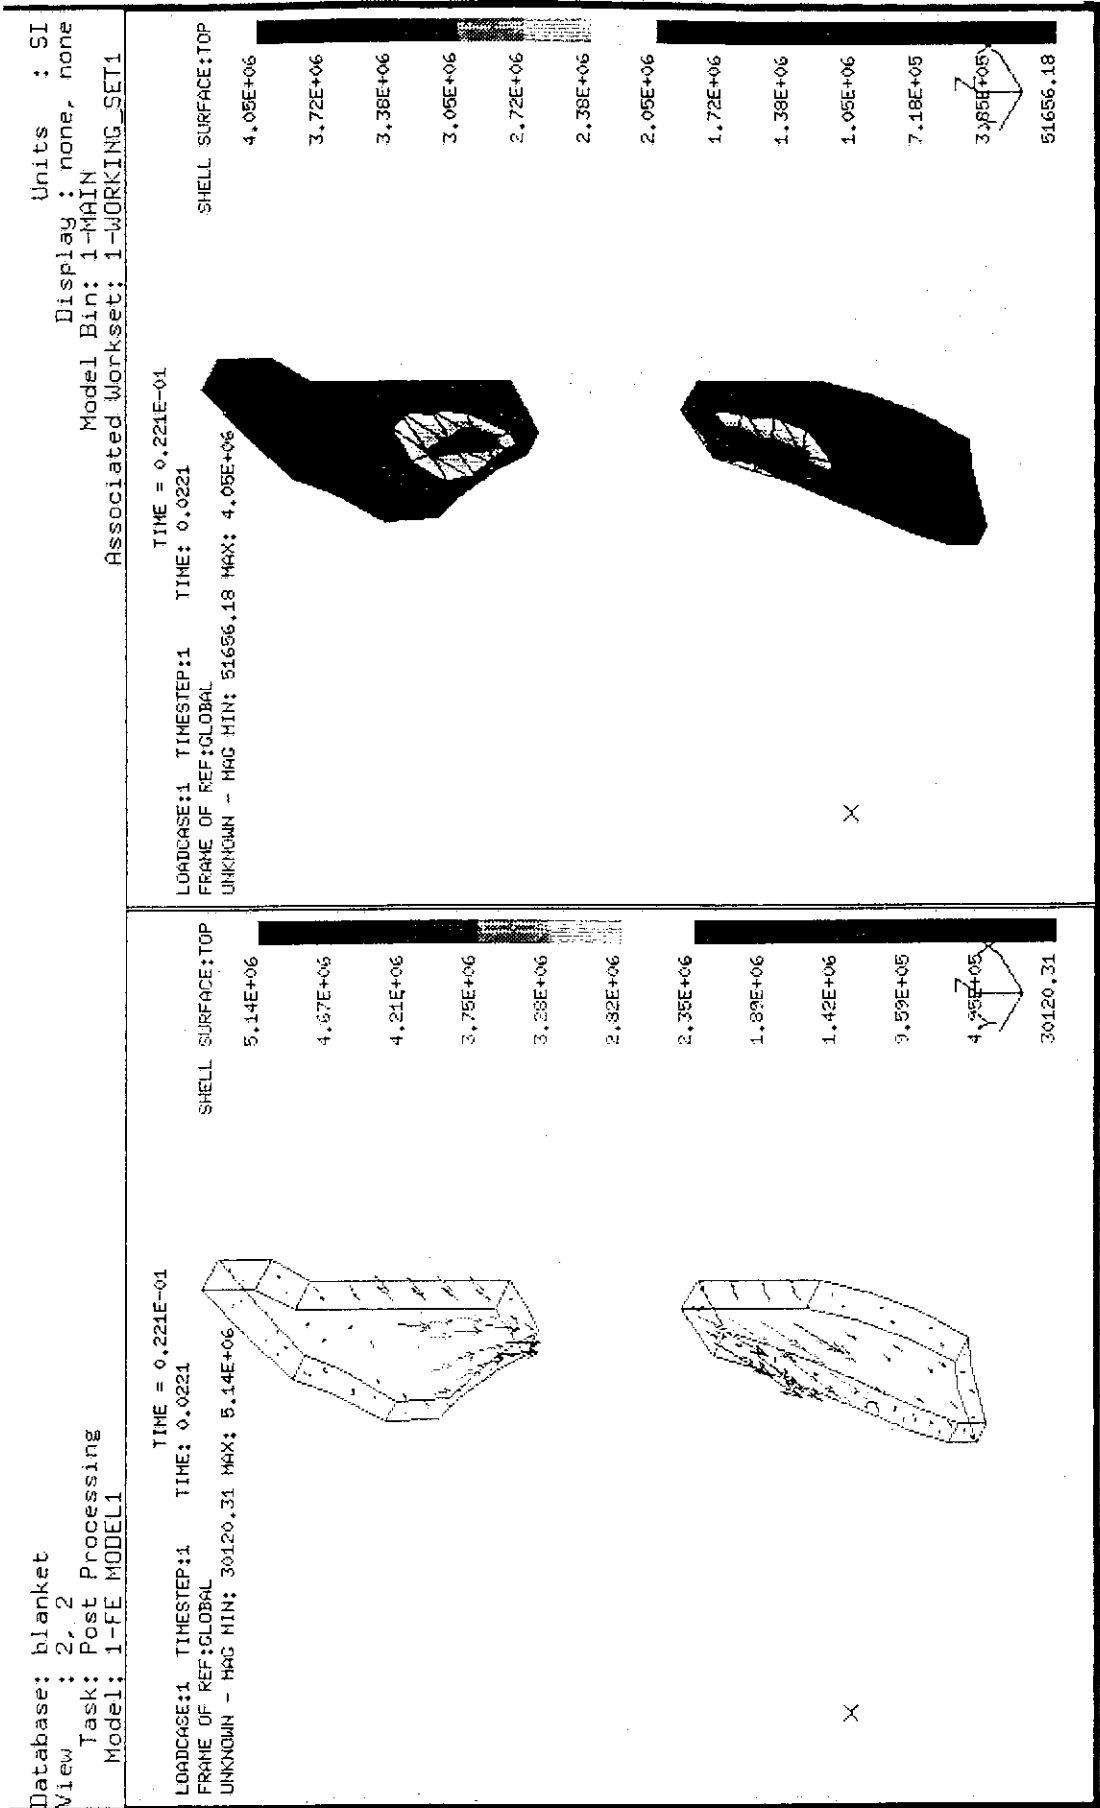 Database: blanket
View : 2, 2
Task: Post Processing
Model: 1-FE MODEL1
Units : SI
Display : none, none
Model Bin: 1-MAIN
Associated Workset: 1-WORKING_SET1
TIME = 0.221E-01
LOADCASE:1 TIMESTEP:1 TIME: 0.0221
FRAME OF REF:GLOBAL
UNKNOWN - MAG MIN: 30120.31 MAX: 5.14E+06
SHELL SURFACE:TOP
5.14E+06
4.67E+06
4.21E+06
3.75E+06
3.28E+06
2.82E+06
2.35E+06
1.89E+06
1.42E+06
9.59E+05
4.95E+05
30120.31
X
Y
Z
X
TIME = 0.221E-01
LOADCASE:1 TIMESTEP:1 TIME: 0.0221
FRAME OF REF:GLOBAL
UNKNOWN - MAG MIN: 51656.18 MAX: 4.05E+06
SHELL SURFACE:TOP
4.05E+06
3.72E+06
3.38E+06
3.05E+06
2.72E+06
2.38E+06
2.05E+06
1.72E+06
1.38E+06
1.05E+06
7.18E+05
3.85E+05
51656.18
X
Y
Z
X